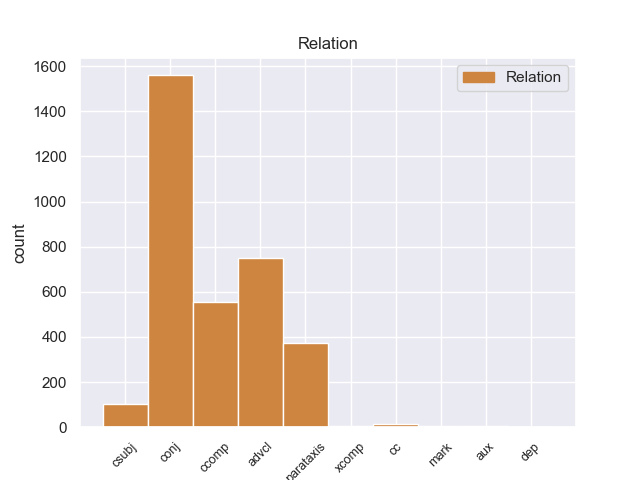 Relation
Relation
1600
1400
1200
1000
800
600
400
200
0
count
csubj
conj
ccomp
advcl
parataxis
xcomp
cc
mark
aux
dep